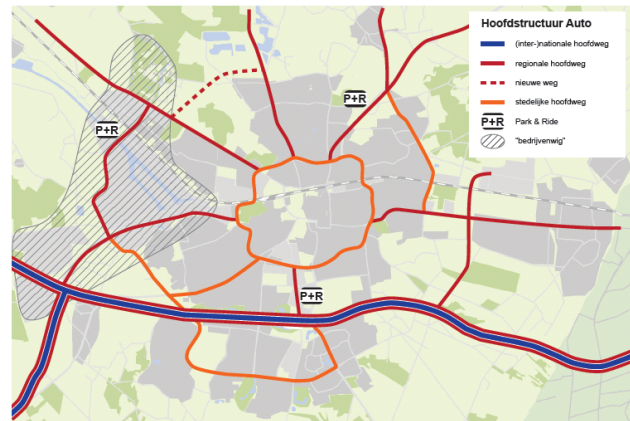 Hoofdstructuur Auto
(inter-)nationale hoofdweg
regionale hoofdweg
nieuwe weg
stedelijke hoofdweg
P+R Park & Ride
"bedrijvenwig"
P+R
P+R
P+R